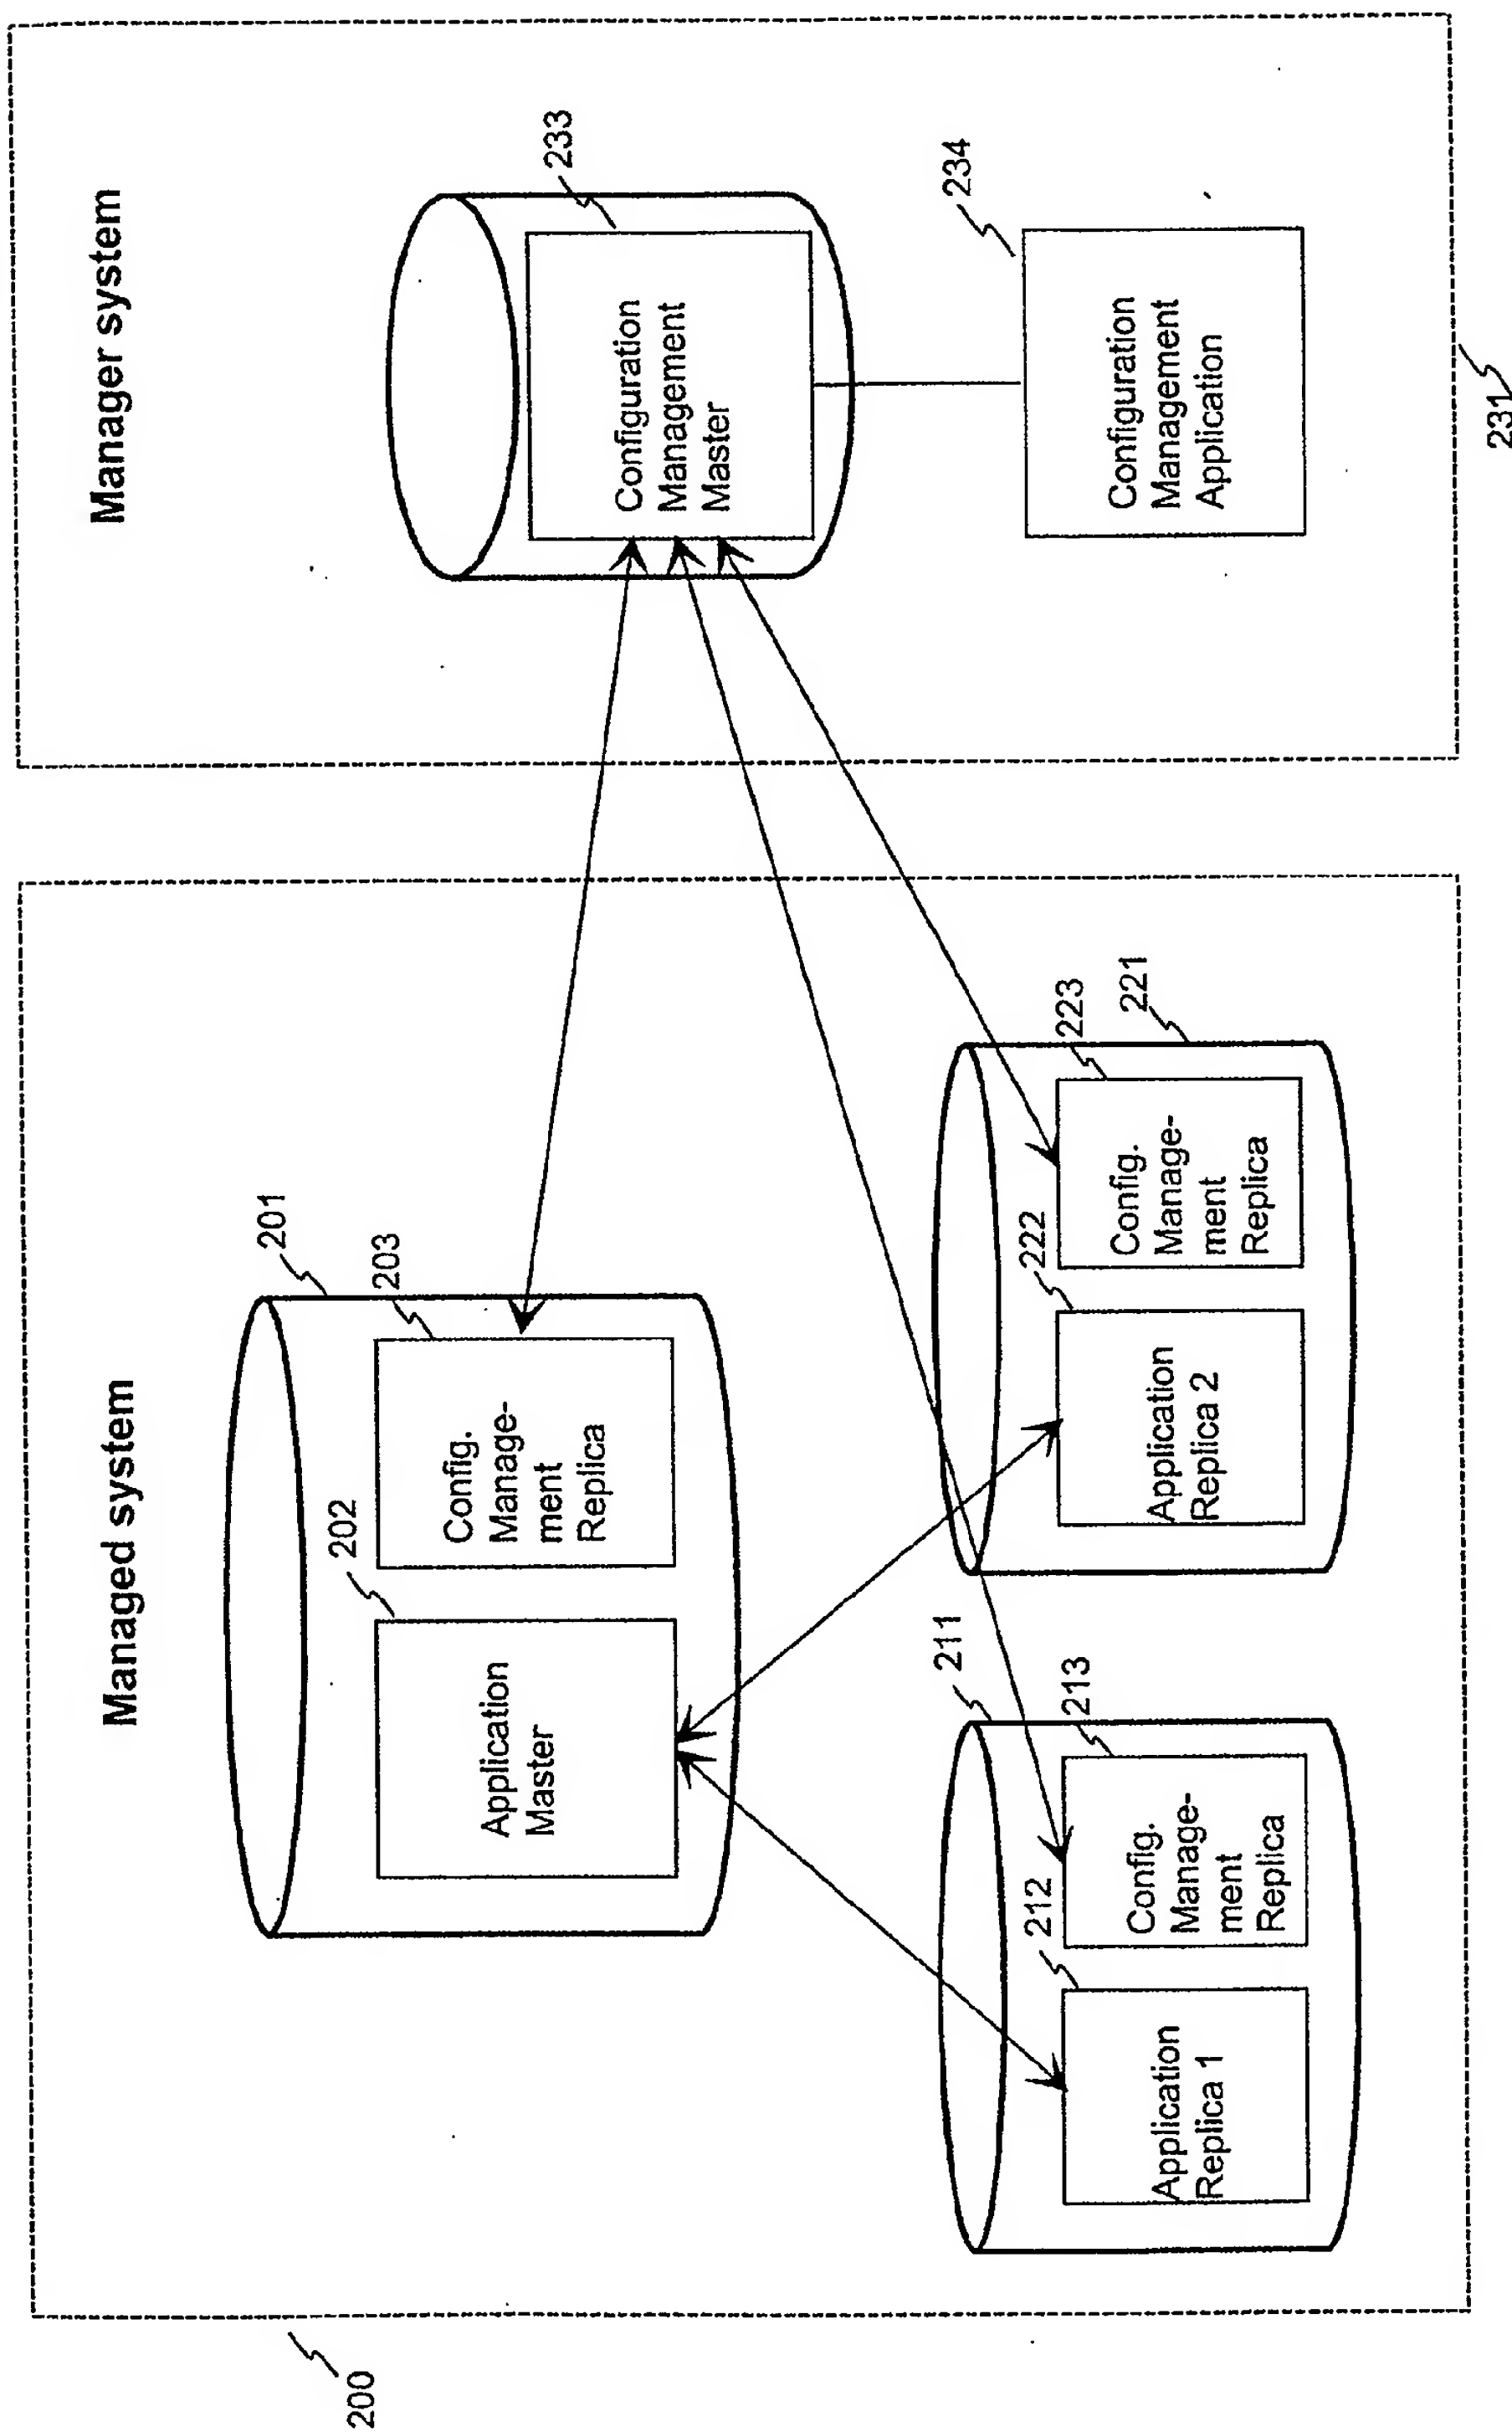 Managed system
Manager system
200
201
202
203
Application
Master
Config.
Manage-
ment
Replica
233
Configuration
Management
Master
211
212
213
Application
Replica 1
Config.
Manage-
ment
Replica
221
222
223
Application
Replica 2
Config.
Manage-
ment
Replica
234
Configuration
Management
Application
231